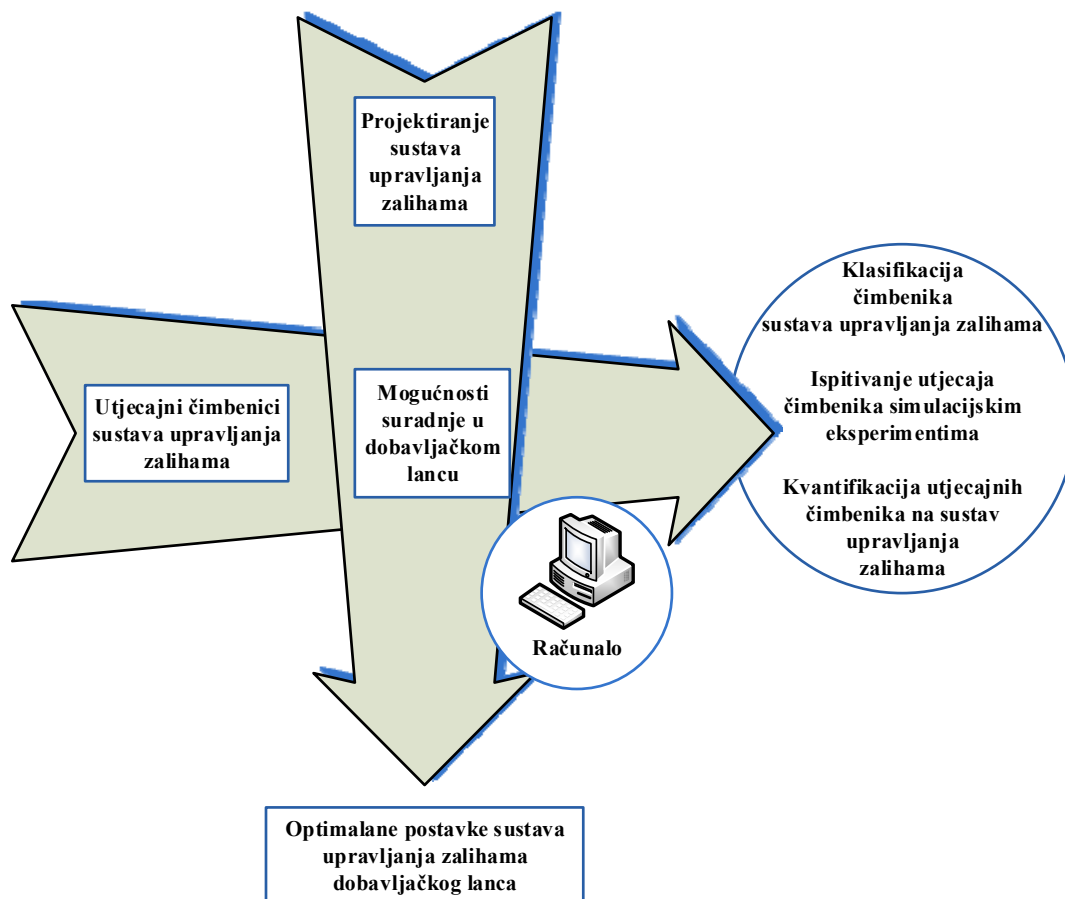 Projektiranje
sustava
upravljanja
zalihama
Utjecajni čimbenici
sustava upravljanja
zalihama
Mogućnosti
suradnje u
dobavljačkom
lancu
Klasifikacija
čimbenika
sustava upravljanja zalihama
Ispitivanje utjecaja
čimbenika simulacijskim
eksperimentima
Kvantifikacija utjecajnih
čimbenika na sustav
upravljanja
zalihama
Računalo
Optimalane postavke sustava
upravljanja zalihama
dobavljačkog lanca